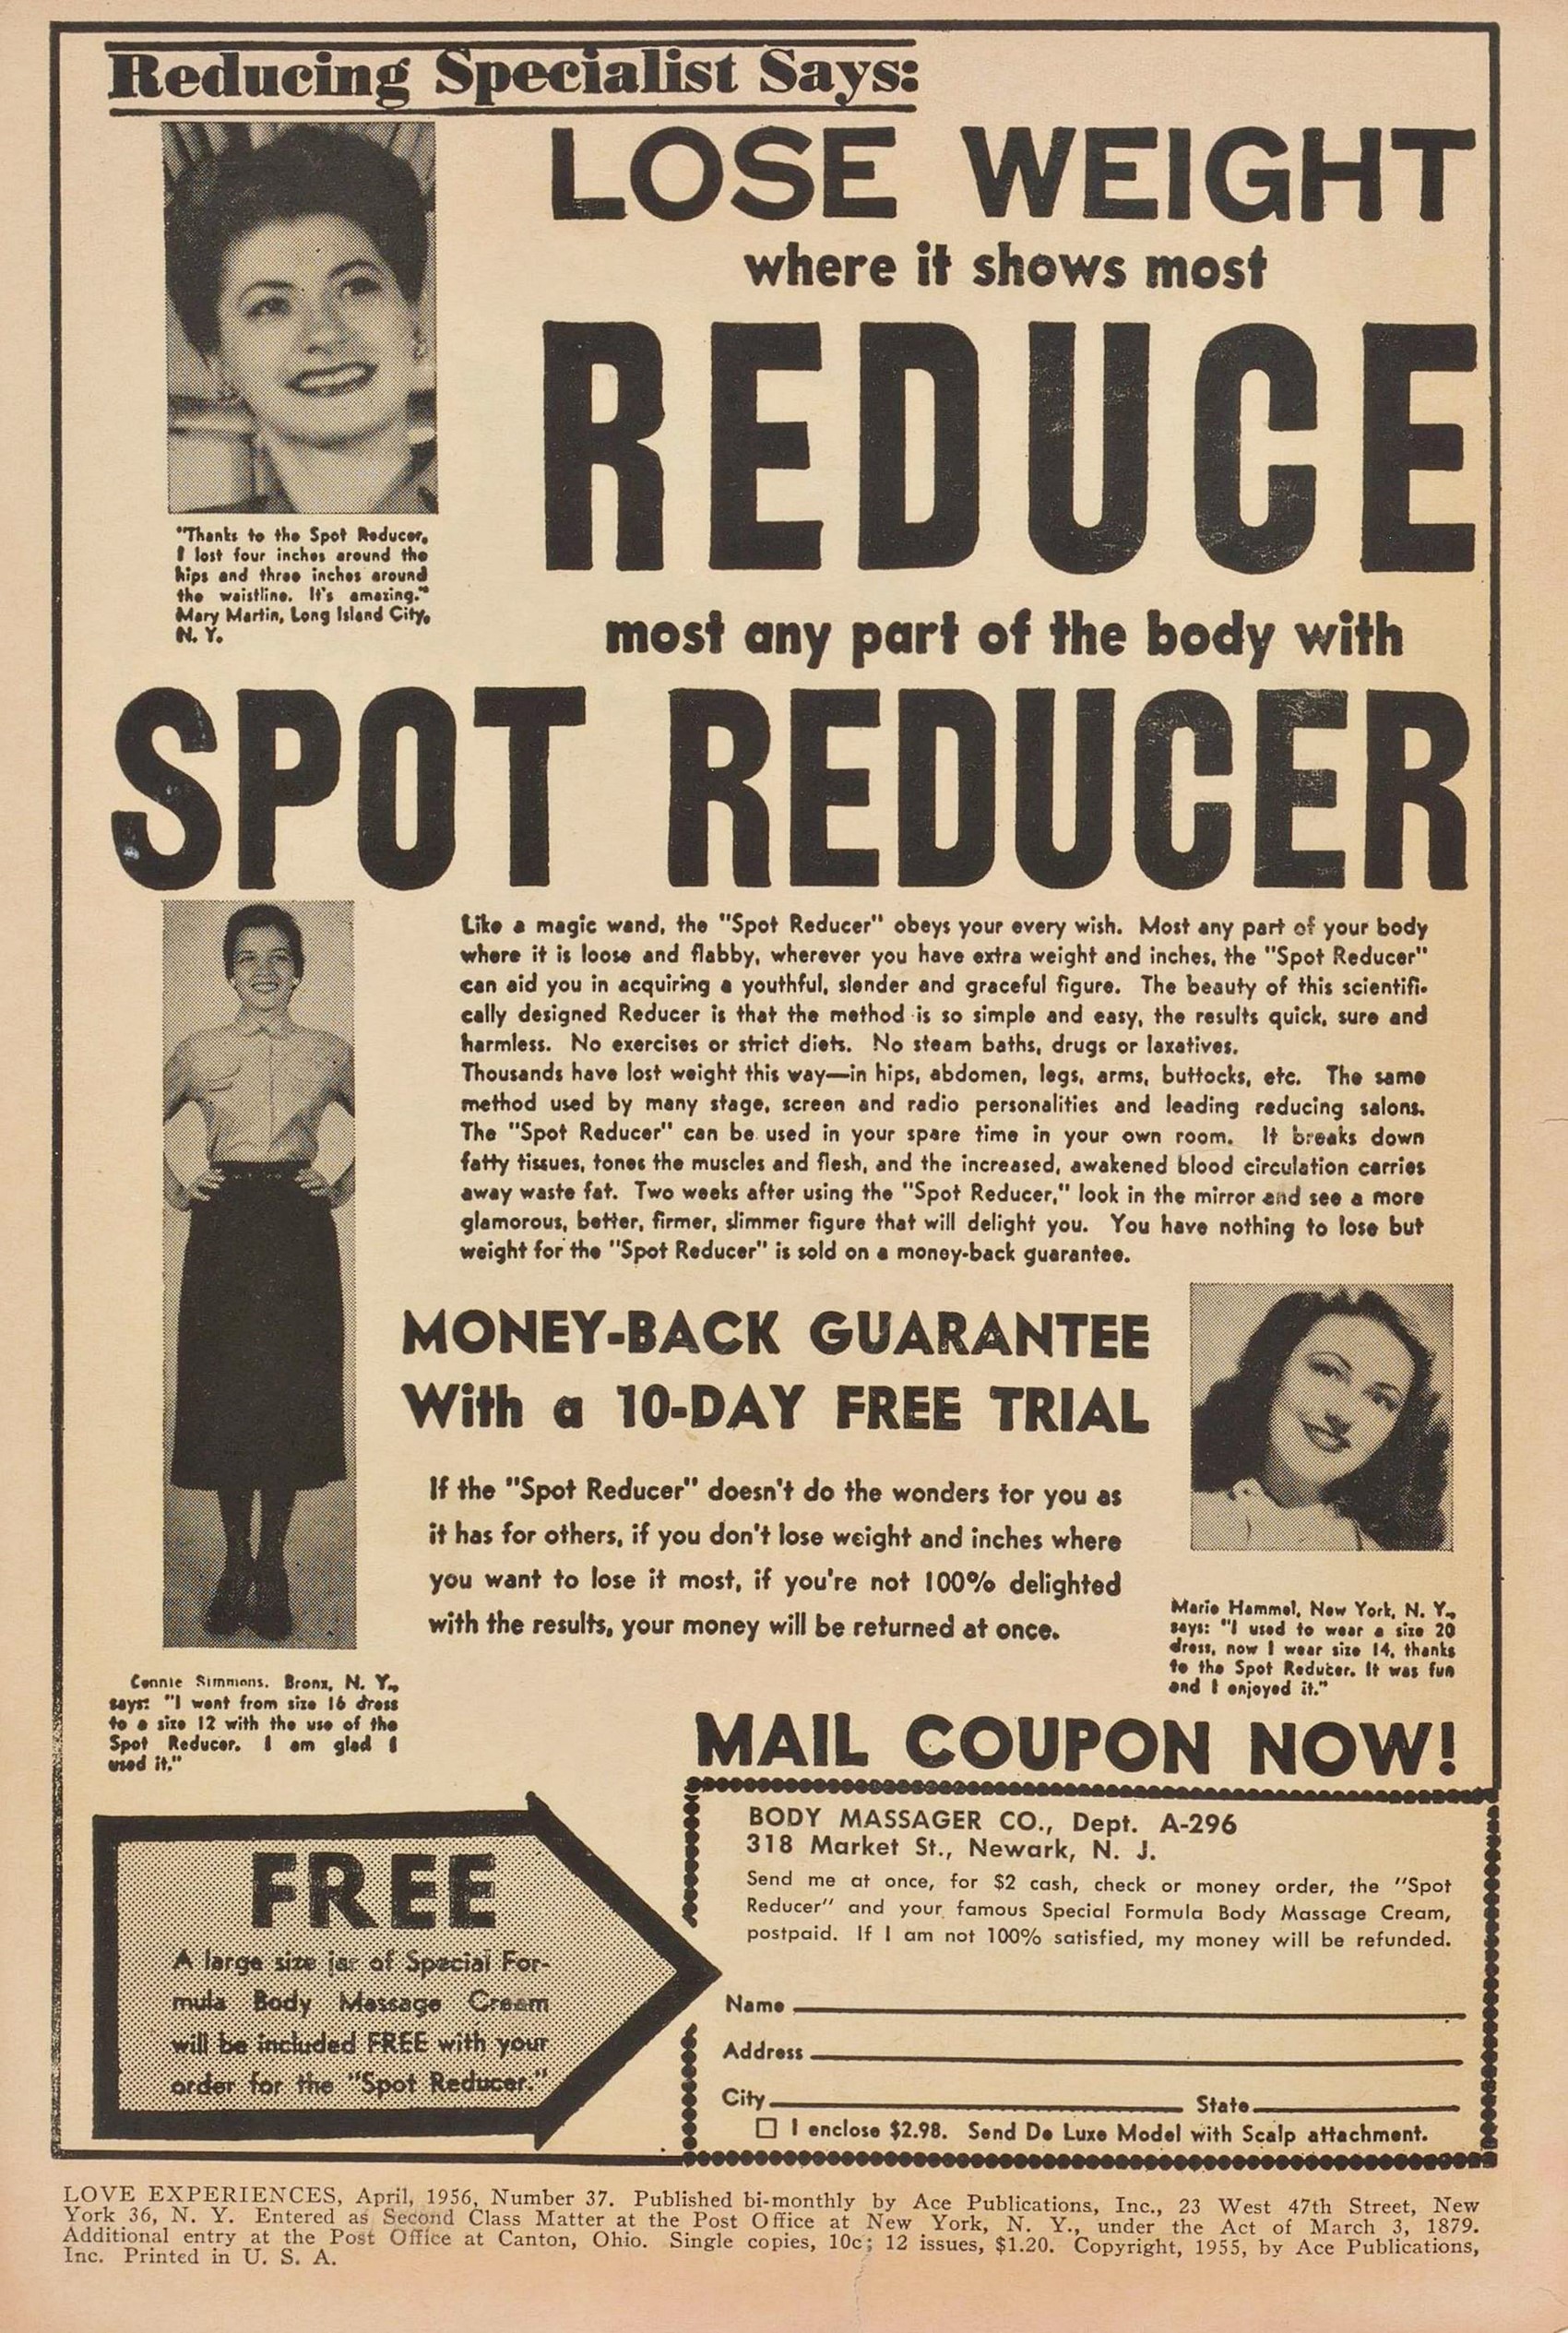 Reducing Specialist Says:
LOSE WEIGHT
where it shows most
REDUCE
most any part of the body with
SPOT REDUCER
"Thanks to the Spot Reducer,
I lost four inches around the
hips and three inches around
the waistline. It's amazing."
Mary Martin, Long Island City,
N. Y.
Like a magic wand, the "Spot Reducer" obeys your every wish. Most any part of your body
where it is loose and flabby, wherever you have extra weight and inches, the "Spot Reducer"
can aid you in acquiring a youthful, slender and graceful figure. The beauty of this scientifi-
cally designed Reducer is that the method is so simple and easy, the results quick, sure and
harmless. No exercises or strict diets. No steam baths, drugs or laxatives.
Thousands have lost weight this way—in hips, abdomen, legs, arms, buttocks, etc. The same
method used by many stage, screen and radio personalities and leading reducing salons.
The "Spot Reducer" can be used in your spare time in your own room. It breaks down
fatty tissues, tones the muscles and flesh, and the increased, awakened blood circulation carries
away waste fat. Two weeks after using the "Spot Reducer," look in the mirror and see a more
glamorous, better, firmer, slimmer figure that will delight you. You have nothing to lose but
weight for the "Spot Reducer" is sold on a money-back guarantee.
MONEY-BACK GUARANTEE
With a 10-DAY FREE TRIAL
If the "Spot Reducer" doesn't do the wonders for you as
it has for others, if you don't lose weight and inches where
you want to lose it most, if you're not 100% delighted
with the results, your money will be returned at once.
Marie Hammel, New York, N. Y.,
says: "I used to wear a size 20
dress, now I wear size 14, thanks
to the Spot Reducer. It was fun
and I enjoyed it."
Connie Simmons, Bronx, N. Y.,
says: "I went from size 16 dress
to a size 12 with the use of the
Spot Reducer. I am glad I
used it."
MAIL COUPON NOW!
FREE
A large size jar of Special For-
mula Body Massage Cream
will be included FREE with your
order for the "Spot Reducer."
BODY MASSAGER CO., Dept. A-296
318 Market St., Newark, N. J.
Send me at once, for $2 cash, check or money order, the "Spot
Reducer" and your famous Special Formula Body Massage Cream,
postpaid. If I am not 100% satisfied, my money will be refunded.
Name
Address
City State
I enclose $2.98. Send De Luxe Model with Scalp attachment.
LOVE EXPERIENCES, April, 1956, Number 37. Published bi-monthly by Ace Publications, Inc., 23 West 47th Street, New
York 36, N. Y. Entered as Second Class Matter at the Post Office at New York, N. Y., under the Act of March 3, 1879.
Additional entry at the Post Office at Canton, Ohio. Single copies, 10c; 12 issues, $1.20. Copyright, 1955, by Ace Publications,
Inc. Printed in U. S. A.